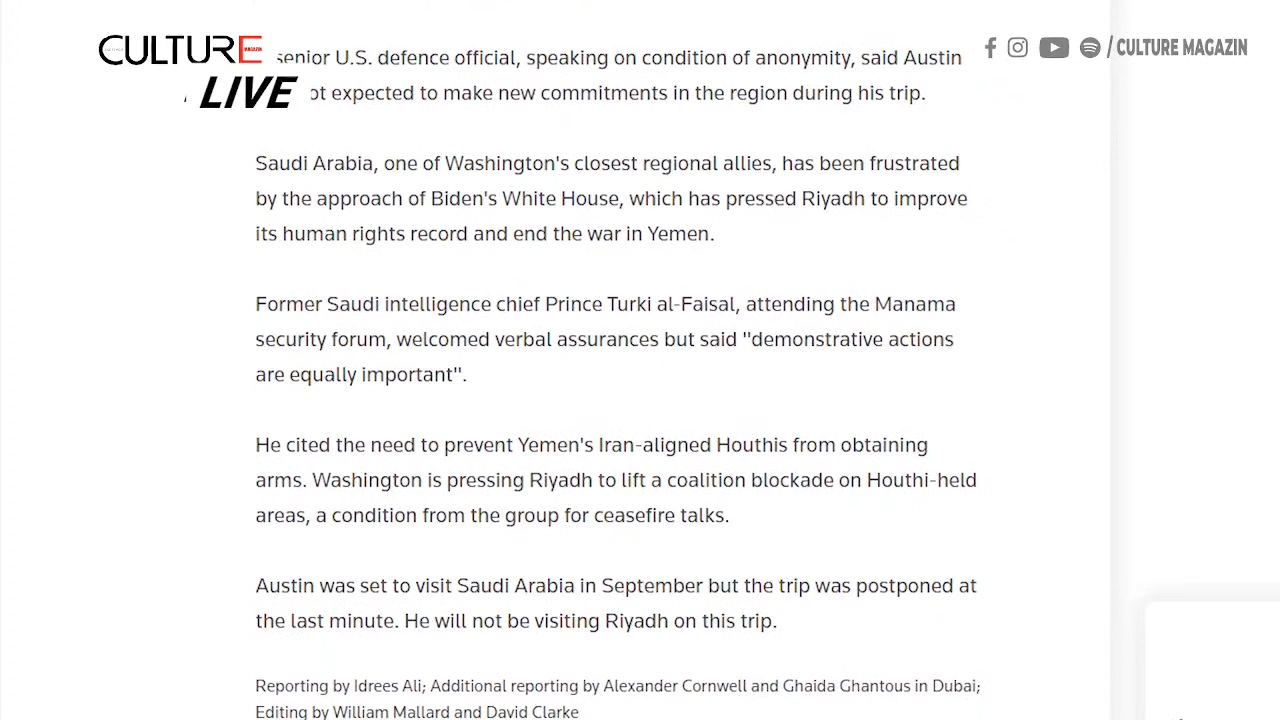 CULTURE MAGAZIN
LIVE
/ CULTURE MAGAZIN
senior U.S. defence official, speaking on condition of anonymity, said Austin
ot expected to make new commitments in the region during his trip.
Saudi Arabia, one of Washington's closest regional allies, has been frustrated
by the approach of Biden's White House, which has pressed Riyadh to improve
its human rights record and end the war in Yemen.
Former Saudi intelligence chief Prince Turki al-Faisal, attending the Manama
security forum, welcomed verbal assurances but said "demonstrative actions
are equally important".
He cited the need to prevent Yemen's Iran-aligned Houthis from obtaining
arms. Washington is pressing Riyadh to lift a coalition blockade on Houthi-held
areas, a condition from the group for ceasefire talks.
Austin was set to visit Saudi Arabia in September but the trip was postponed at
the last minute. He will not be visiting Riyadh on this trip.
Reporting by Idrees Ali; Additional reporting by Alexander Cornwell and Ghaida Ghantous in Dubai;
Editing by William Mallard and David Clarke